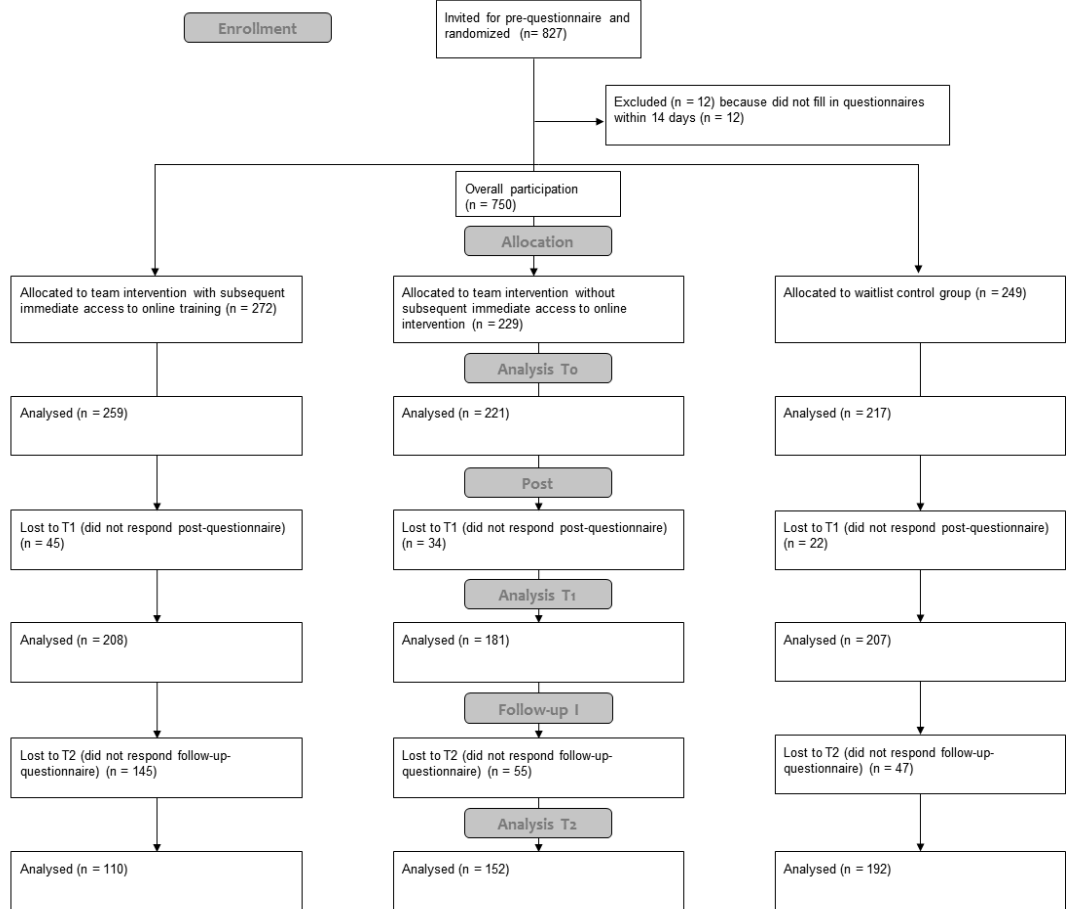 Enrollment
Invited for pre-questionnaire and
randomized (n= 827)
Excluded (n = 12) because did not fill in questionnaires
within 14 days (n = 12)
Overall participation
(n = 750)
Allocation
Allocated to team intervention with subsequent
immediate access to online training (n = 272)
Allocated to team intervention without
subsequent immediate access to online
intervention (n = 229)
Allocated to waitlist control group (n = 249)
Analysis T0
Analysed (n = 259)
Analysed (n = 221)
Analysed (n = 217)
Post
Lost to T1 (did not respond post-questionnaire)
(n = 45)
Lost to T1 (did not respond post-questionnaire)
(n = 34)
Lost to T1 (did not respond post-questionnaire)
(n = 22)
Analysis T1
Analysed (n = 208)
Analysed (n = 181)
Analysed (n = 207)
Follow-up I
Lost to T2 (did not respond follow-up-
questionnaire) (n = 145)
Lost to T2 (did not respond follow-up-
questionnaire) (n = 55)
Lost to T2 (did not respond follow-up-
questionnaire) (n = 47)
Analysis T2
Analysed (n = 110)
Analysed (n = 152)
Analysed (n = 192)